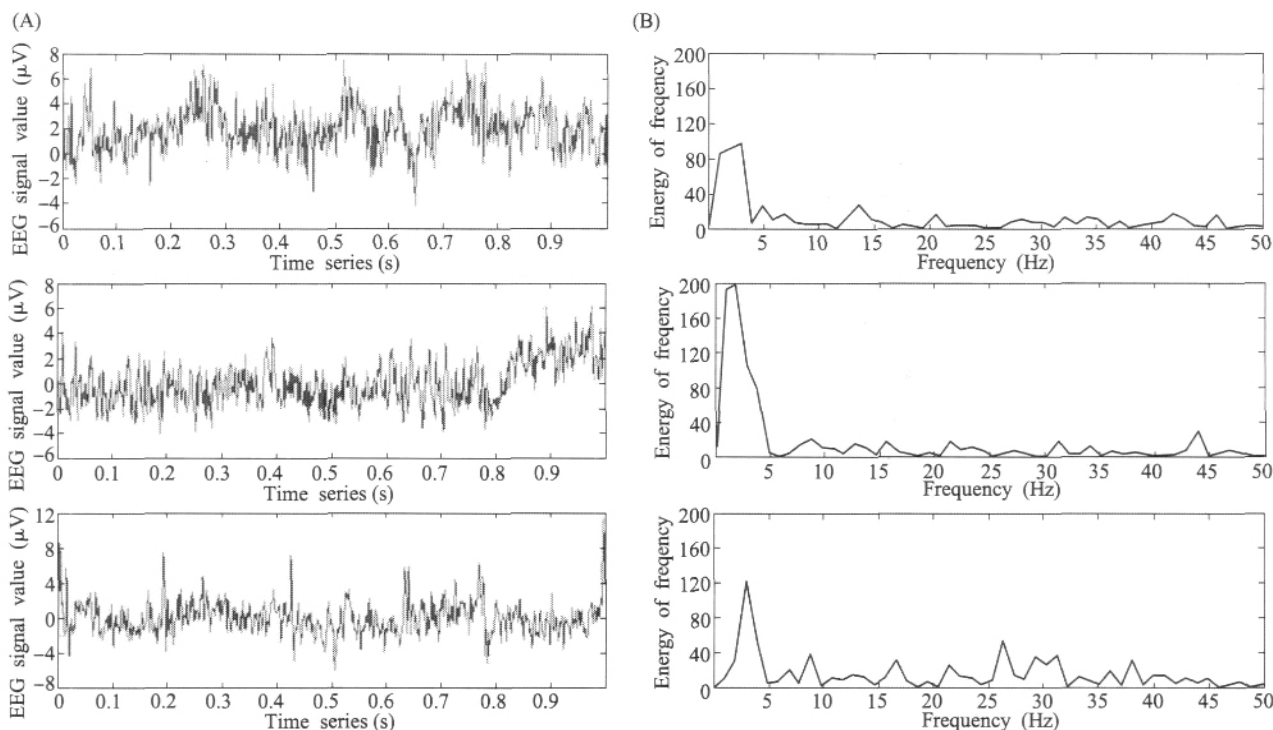 (A)
(B)
EEG signal value (μV)
8
6
4
2
0
−2
−4
−6
0 0.1 0.2 0.3 0.4 0.5 0.6 0.7 0.8 0.9
Time series (s)
Energy of freqency
200
160
120
80
40
0
5 10 15 20 25 30 35 40 45 50
Frequency (Hz)
EEG signal value (μV)
8
6
4
2
0
−2
−4
−6
0 0.1 0.2 0.3 0.4 0.5 0.6 0.7 0.8 0.9
Time series (s)
Energy of freqency
200
160
120
80
40
0
0 5 10 15 20 25 30 35 40 45 50
Frequency (Hz)
EEG signal value (μV)
12
8
4
0
−4
−8
0 0.1 0.2 0.3 0.4 0.5 0.6 0.7 0.8 0.9
Time series (s)
Energy of freqency
200
160
120
80
40
0
0 5 10 15 20 25 30 35 40 45 50
Frequency (Hz)